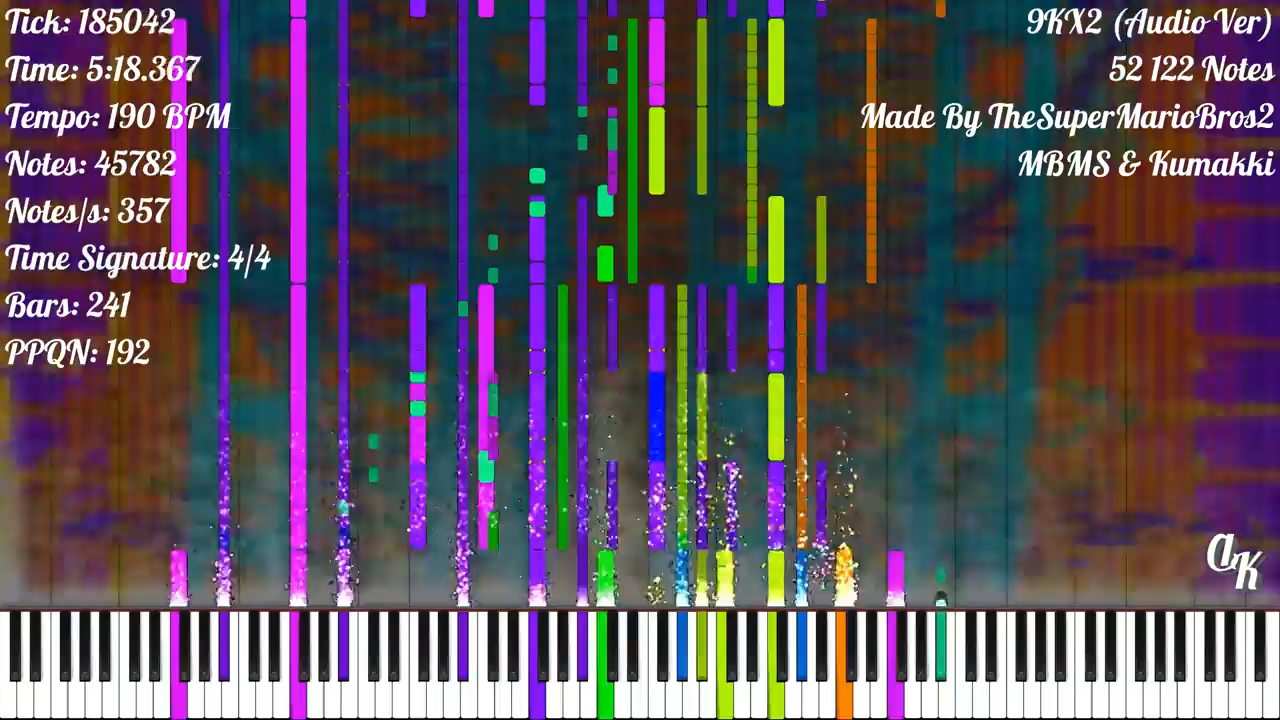 Tick: 185042
Time: 5:18.367
Tempo: 190 BPM
Notes: 45782
Notes/s: 357
Time Signature: 4/4
Bars: 241
PPQN: 192
9KX2 (Audio Ver)
52 122 Notes
Made By TheSuperMarioBros2
MBMS & Kumakki
aK